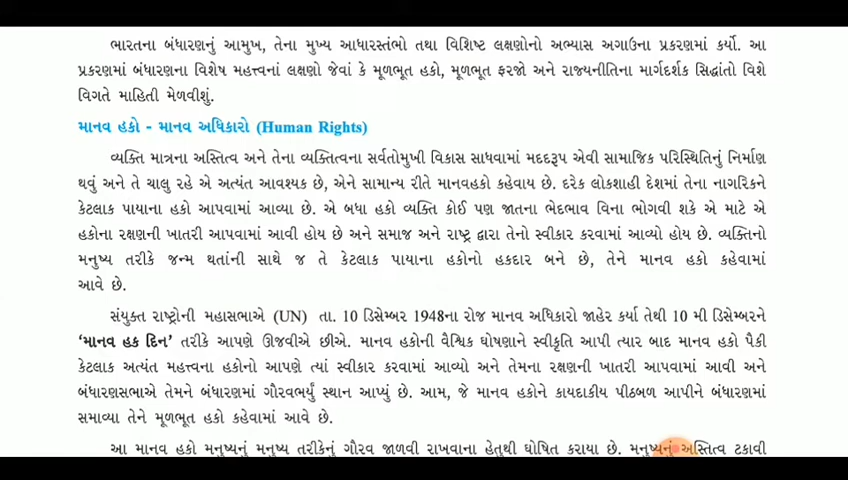 ભારતના બંધારણનું આમુખ, તેના મુખ્ય આધારસ્તંભો તથા વિશિષ્ટ લક્ષણોનો અભ્યાસ અગાઉના પ્રકરણમાં કર્યો. આ
પ્રકરણમાં બંધારણના વિશેષ મહત્ત્વનાં લક્ષણો જેવાં કે મૂળભૂત હકો, મૂળભૂત ફરજો અને રાજ્યનીતિના માર્ગદર્શક સિદ્ધાંતો વિશે
વિગતે માહિતી મેળવીશું.
માનવ હકો - માનવ અધિકારો (Human Rights)
વ્યક્તિ માત્રના અસ્તિત્વ અને તેના વ્યક્તિત્વના સર્વતોમુખી વિકાસ સાધવામાં મદદરૂપ એવી સામાજિક પરિસ્થિતિનું નિર્માણ
થવું અને તે ચાલુ રહે એ અત્યંત આવશ્યક છે, એને સામાન્ય રીતે માનવહકો કહેવાય છે. દરેક લોકશાહી દેશમાં તેના નાગરિકને
કેટલાક પાયાના હકો આપવામાં આવ્યા છે. એ બધા હકો વ્યક્તિ કોઈ પણ જાતના ભેદભાવ વિના ભોગવી શકે એ માટે એ
હકોના રક્ષણની ખાતરી આપવામાં આવી હોય છે અને સમાજ અને રાષ્ટ્ર દ્વારા તેનો સ્વીકાર કરવામાં આવ્યો હોય છે. વ્યક્તિનો
મનુષ્ય તરીકે જન્મ થતાંની સાથે જ તે કેટલાક પાયાના હકોનો હકદાર બને છે, તેને માનવ હકો કહેવામાં
આવે છે.
સંયુક્ત રાષ્ટ્રોની મહાસભાએ (UN) તા. 10 ડિસેમ્બર 1948ના રોજ માનવ અધિકારો જાહેર કર્યા તેથી 10 મી ડિસેમ્બરને
‘માનવ હક દિન’ તરીકે આપણે ઊજવીએ છીએ. માનવ હકોની વૈશ્વિક ઘોષણાને સ્વીકૃતિ આપી ત્યાર બાદ માનવ હકો પૈકી
કેટલાક અત્યંત મહત્ત્વના હકોનો આપણે ત્યાં સ્વીકાર કરવામાં આવ્યો અને તેમના રક્ષણની ખાતરી આપવામાં આવી અને
બંધારણસભાએ તેમને બંધારણમાં ગૌરવભર્યું સ્થાન આપ્યું છે. આમ, જે માનવ હકોને કાયદાકીય પીઠબળ આપીને બંધારણમાં
સમાવ્યા તેને મૂળભૂત હકો કહેવામાં આવે છે.
આ માનવ હકો મનુષ્યનું મનુષ્ય તરીકેનું ગૌરવ જાળવી રાખવાના હેતુથી ઘોષિત કરાયા છે. મનુષ્યનું અસ્તિત્વ ટકાવી